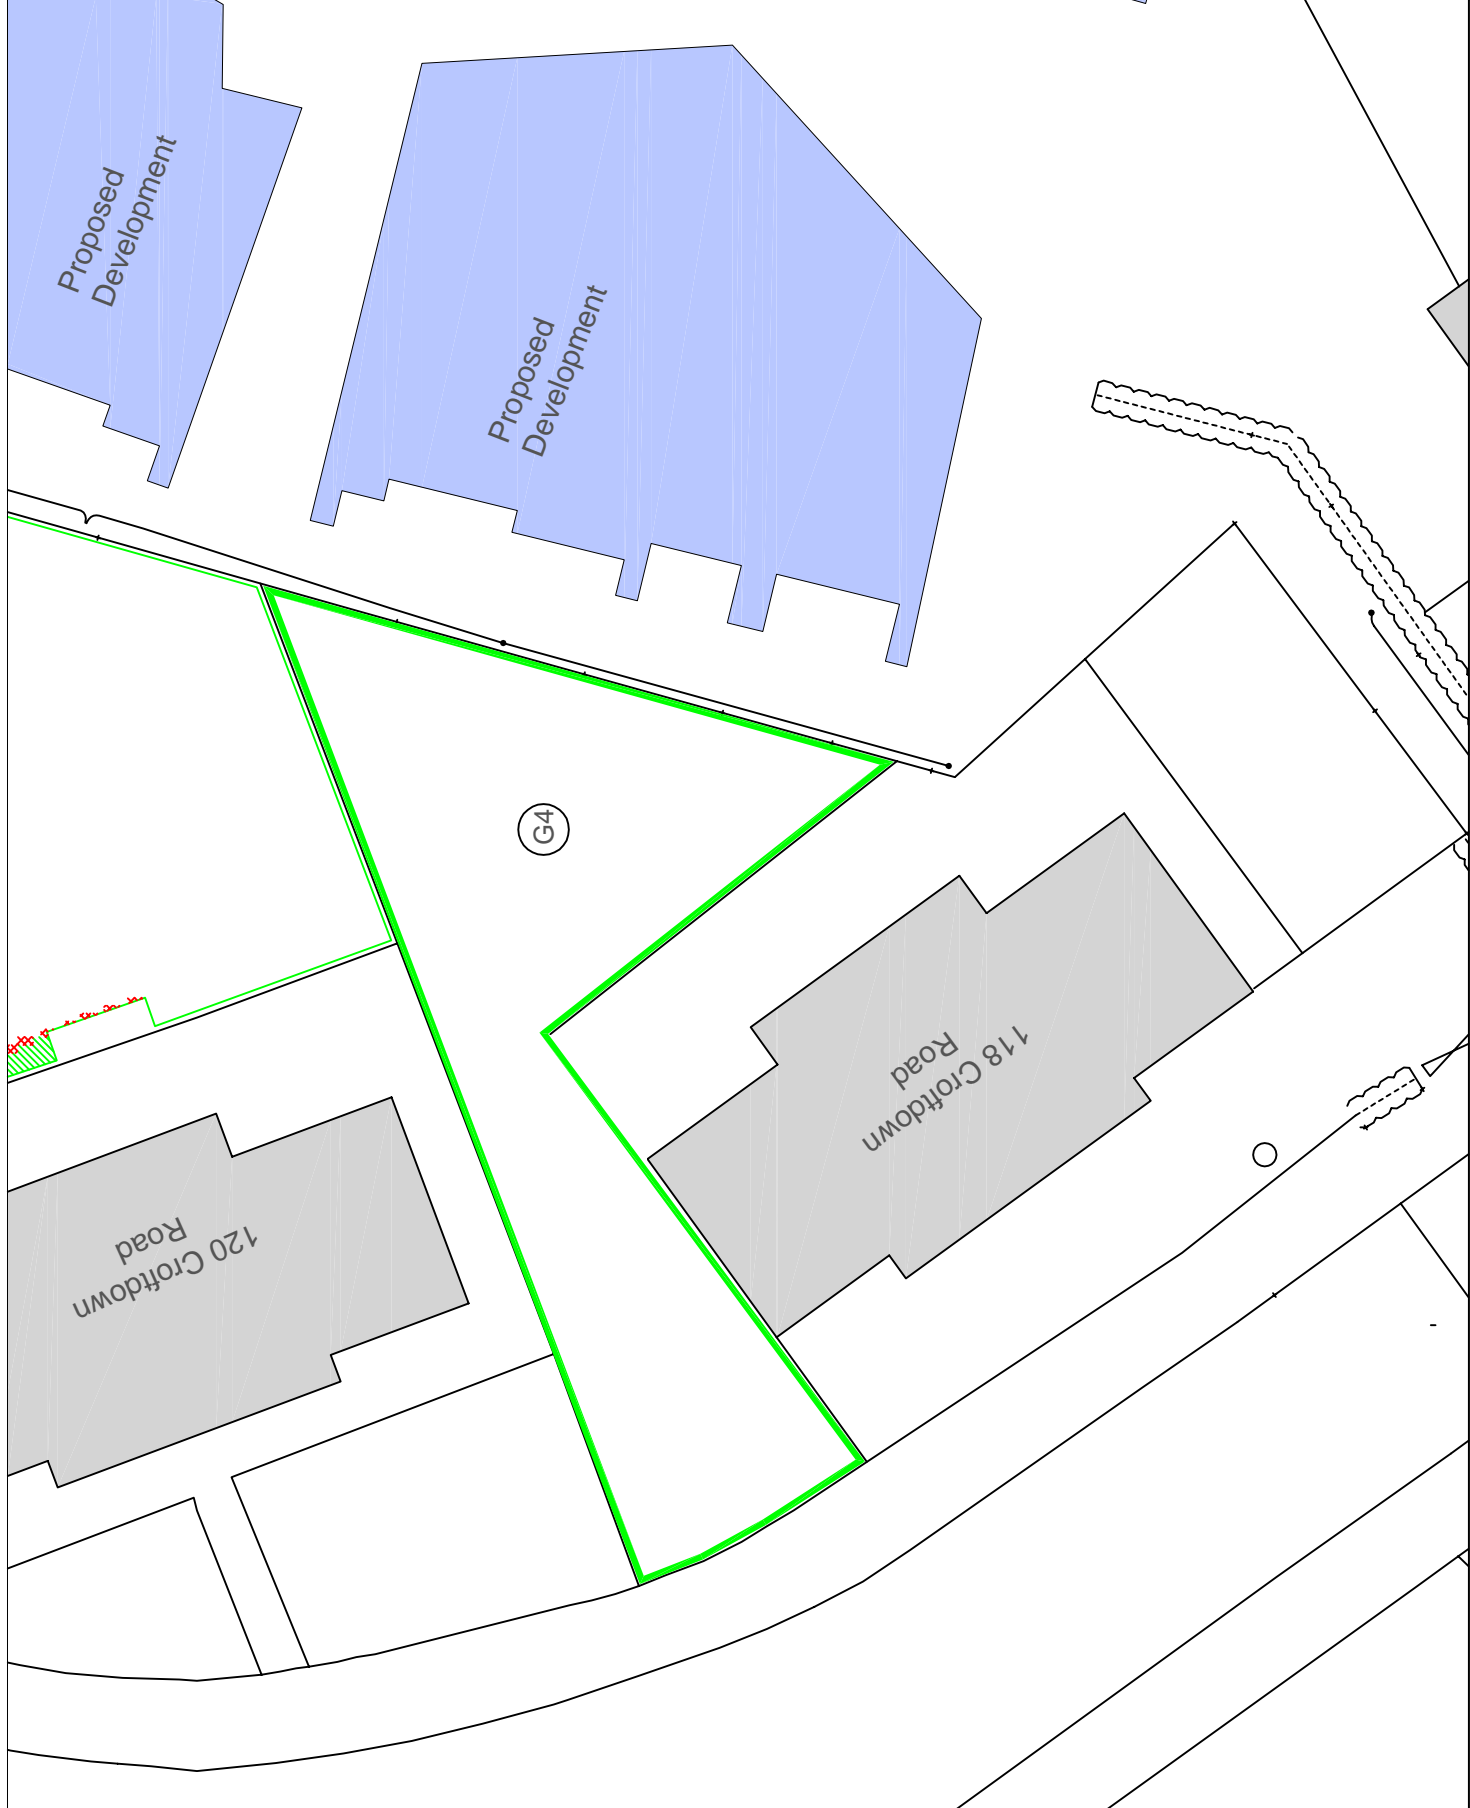 Proposed
Development
Proposed
Development
G4
118 Croftdown
Road
120 Croftdown
Road